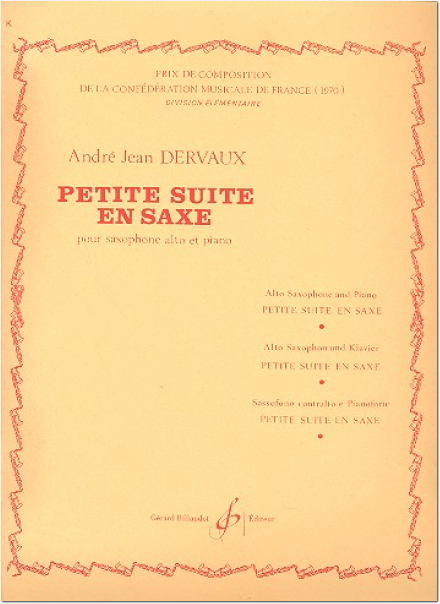 K
PRIX DE COMPOSITION
DE LA CONFÉDÉRATION MUSICALE DE FRANCE (1970)
DIVISION ELEMENTAIRE
André Jean DERVAUX
PETITE SUITE
EN SAXE
pour saxophone alto et piano
Alto Saxophone and Piano
PETITE SUITE EN SAXE
Alto Saxophon und Klavier
PETITE SUITE EN SAXE
Sassofono contralto e Pianoforte
PETITE SUITE EN SAXE
Gérard Billaudot Éditeur